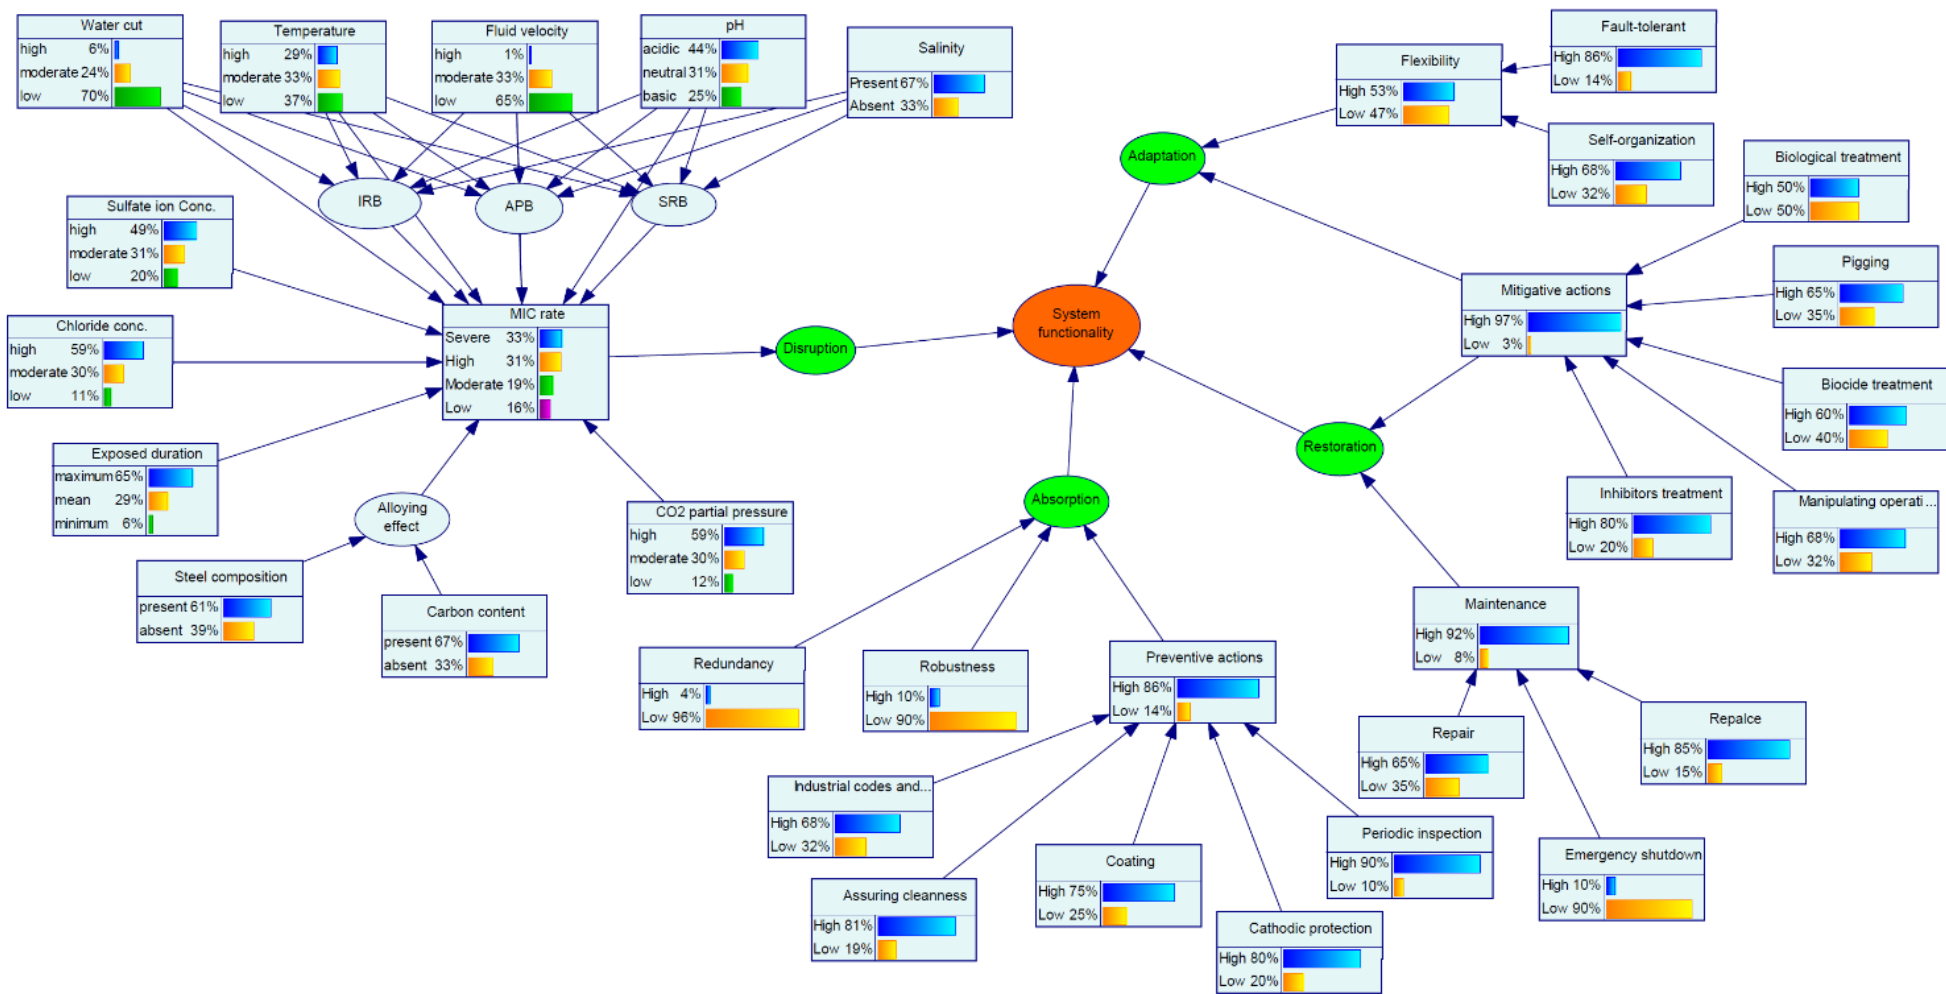 Water cut
high 6%
moderate 24%
low 70%
Temperature
high 29%
moderate 33%
low 37%
Fluid velocity
high 1%
moderate 33%
low 65%
pH
acidic 44%
neutral 31%
basic 25%
Salinity
Present 67%
Absent 33%
Flexibility
High 53%
Low 47%
Fault-tolerant
High 86%
Low 14%
Self-organization
High 68%
Low 32%
Biological treatment
High 50%
Low 50%
Adaptation
IRB
APB
SRB
Sulfate ion Conc.
high 49%
moderate 31%
low 20%
Pigging
High 65%
Low 35%
Mitigative actions
High 97%
Low 3%
System
functionality
MIC rate
Severe 33%
High 31%
Moderate 19%
Low 16%
Chloride conc.
high 59%
moderate 30%
low 11%
Disruption
Biocide treatment
High 60%
Low 40%
Restoration
Exposed duration
maximum 65%
mean 29%
minimum 6%
Alloying
effect
Absorption
CO2 partial pressure
high 59%
moderate 30%
low 12%
Inhibitors treatment
High 80%
Low 20%
Manipulating operati ...
High 68%
Low 32%
Steel composition
present 61%
absent 39%
Carbon content
present 67%
absent 33%
Maintenance
High 92%
Low 8%
Redundancy
High 4%
Low 96%
Robustness
High 10%
Low 90%
Preventive actions
High 86%
Low 14%
Repair
High 65%
Low 35%
Repalce
High 85%
Low 15%
Industrial codes and...
High 68%
Low 32%
Periodic inspection
High 90%
Low 10%
Coating
High 75%
Low 25%
Emergency shutdown
High 10%
Low 90%
Assuring cleanness
High 81%
Low 19%
Cathodic protection
High 80%
Low 20%